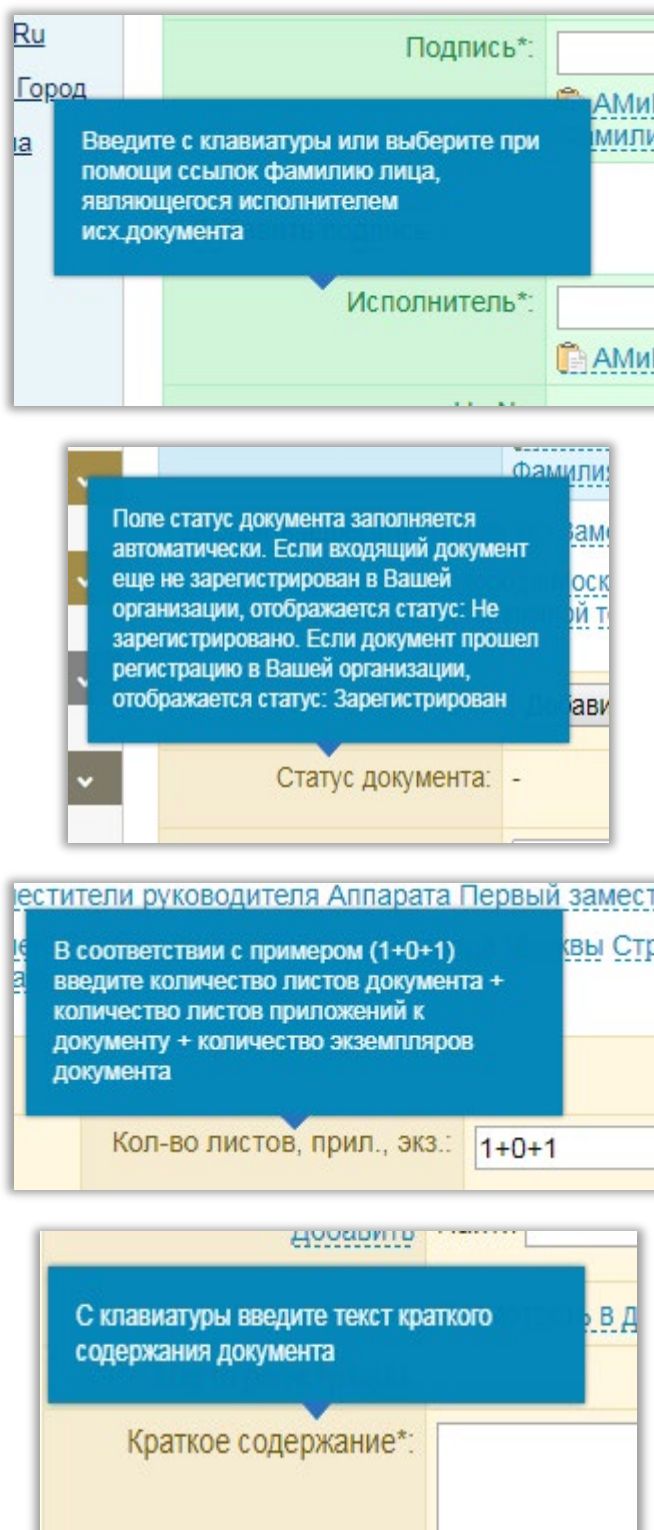 Ru
Подпись*:
Город
Введите с клавиатуры или выберите при
помощи ссылок фамилию лица,
являющегося исполнителем
исх.документа
Исполнитель*:
Поле статус документа заполняется
автоматически. Если входящий документ
еще не зарегистрирован в Вашей
организации, отображается статус: Не
зарегистрировано. Если документ прошел
регистрацию в Вашей организации,
отображается статус: Зарегистрирован
Статус документа: -
руководителя Аппарата Первый
В соответствии с примером (1+0+1)
введите количество листов документа +
количество листов приложений к
документу + количество экземпляров
документа
Кол-во листов, прил., экз.: 1+0+1
Добавить
С клавиатуры введите текст краткого
содержания документа
Краткое содержание*: